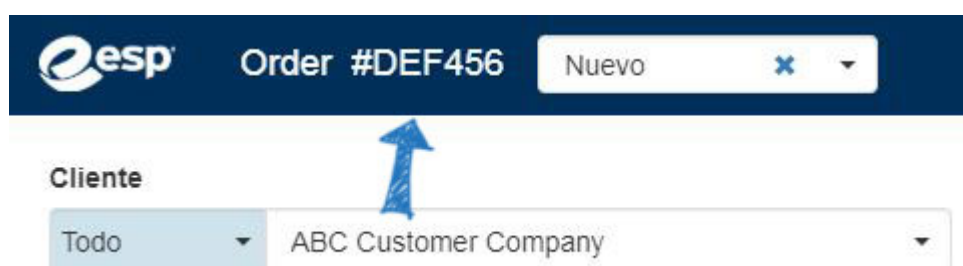 esp Order #DEF456 Nuevo
Cliente
Todo ABC Customer Company